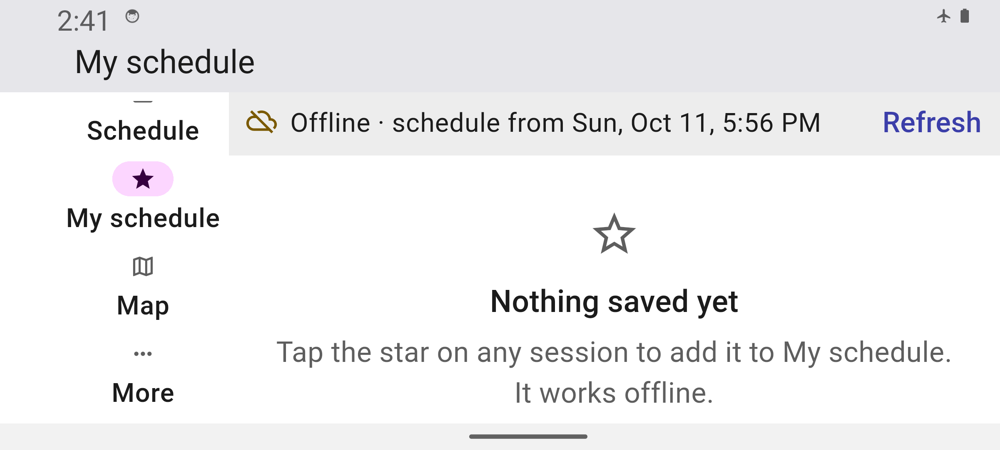 2:41
My schedule
Schedule
My schedule
Map
More
Offline · schedule from Sun, Oct 11, 5:56 PM
Refresh
Nothing saved yet
Tap the star on any session to add it to My schedule.
It works offline.